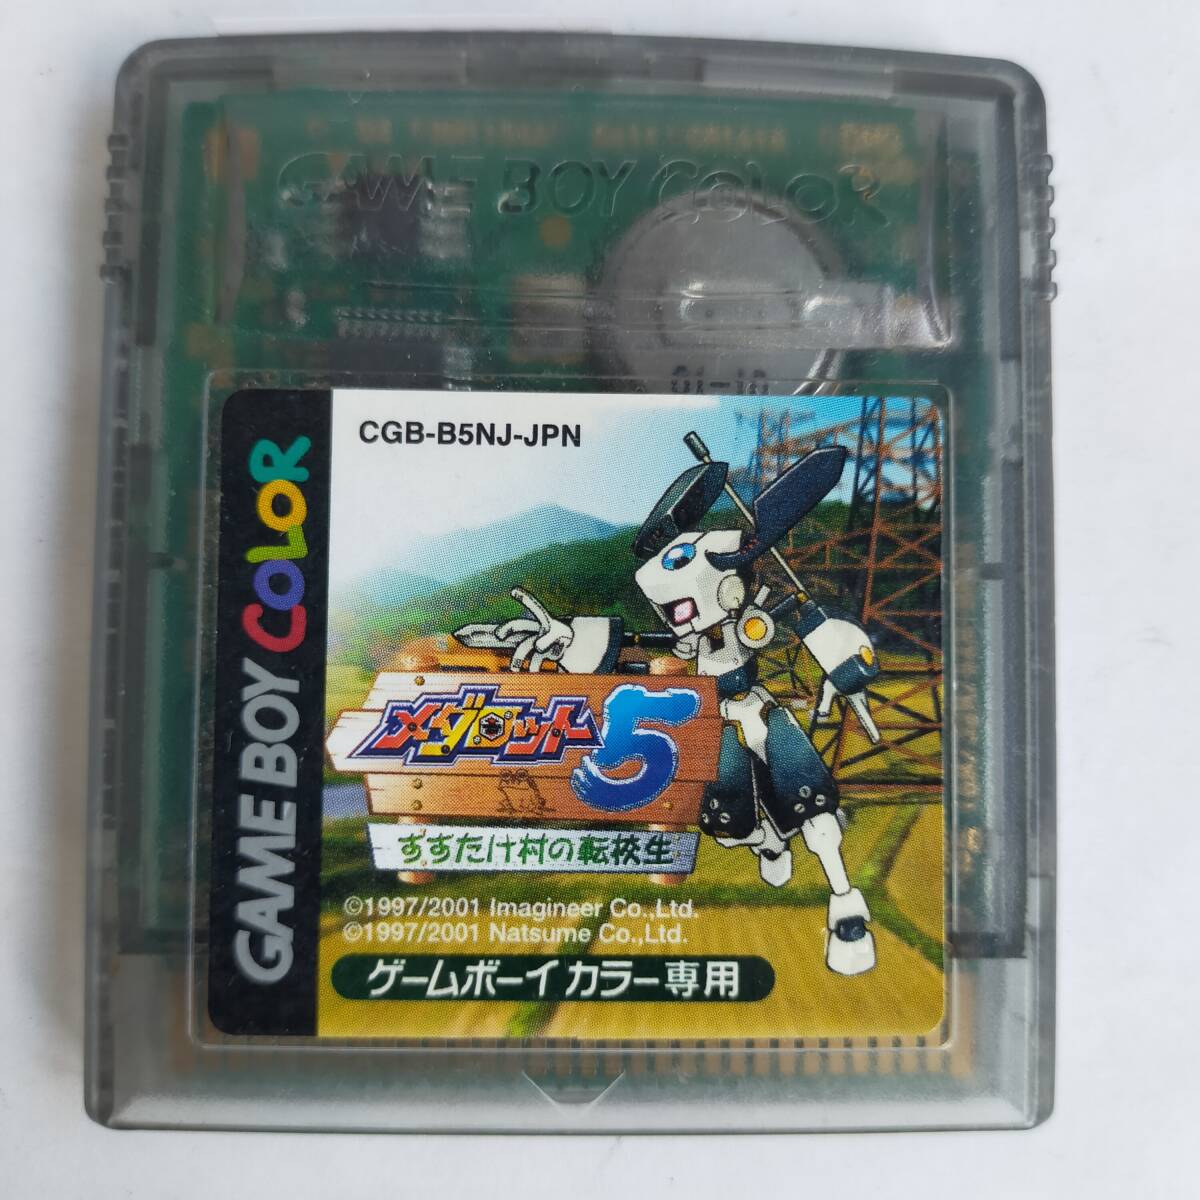 GAME BOY COLOR
CGB-B5NJ-JPN
GAME BOY COLOR
メダロット5
すすたけ村の転校生
©1997/2001 Imagineer Co.,Ltd.
©1997/2001 Natsume Co.,Ltd.
ゲームボーイカラー専用